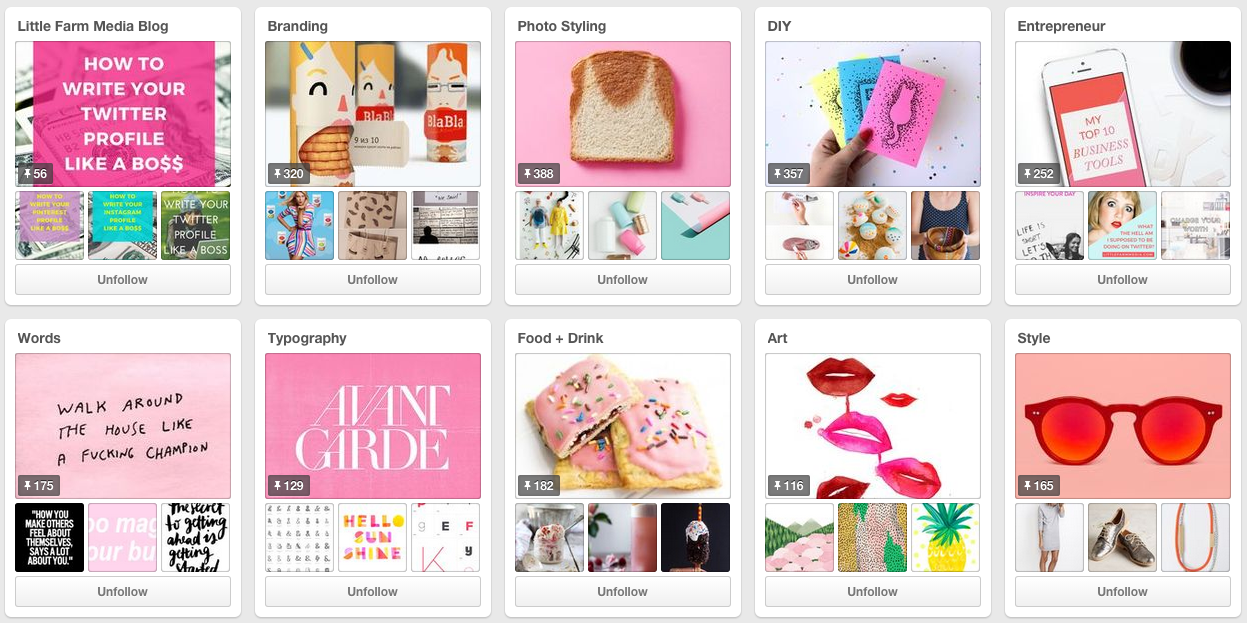 Little Farm Media Blog
HOW TO
WRITE YOUR
TWITTER
PROFILE
LIKE A BO$$
56
HOW TO
WRITE YOUR
PINTEREST
PROFILE
LIKE A BO$$
HOW TO
WRITE YOUR
INSTAGRAM
PROFILE
LIKE A BO$$
WRITE YOUR
TWITTER
PROFILE
LIKE A BOSS
Unfollow
Branding
BlaBla
BlaBla
9 из 10
320
Unfollow
Photo Styling
388
Unfollow
DIY
357
Unfollow
Entrepreneur
MY
TOP 10
BUSINESS
TOOLS
252
INSPIRE YOUR DAY
LIFE IS
SHORT
LET'S
WHAT
THE HELL AM
I SUPPOSED TO BE
DOING ON TWITTER?
LITTLEFARMMEDIA.COM
CHARGE YOUR
WORTH
Unfollow
Words
WALK AROUND
THE HOUSE LIKE
A FUCKING CHAMPION
175
"HOW YOU
MAKE OTHERS
FEEL ABOUT
THEMSELVES,
SAYS A LOT
ABOUT YOU."
oo mag
our bu
the secret
to getting
ahead is
getting
started
Unfollow
Typography
AVANT
GARDE
129
HELLO
SUN
SHINE
g E F
K y
Unfollow
Food + Drink
182
Unfollow
Art
116
Unfollow
Style
165
Unfollow